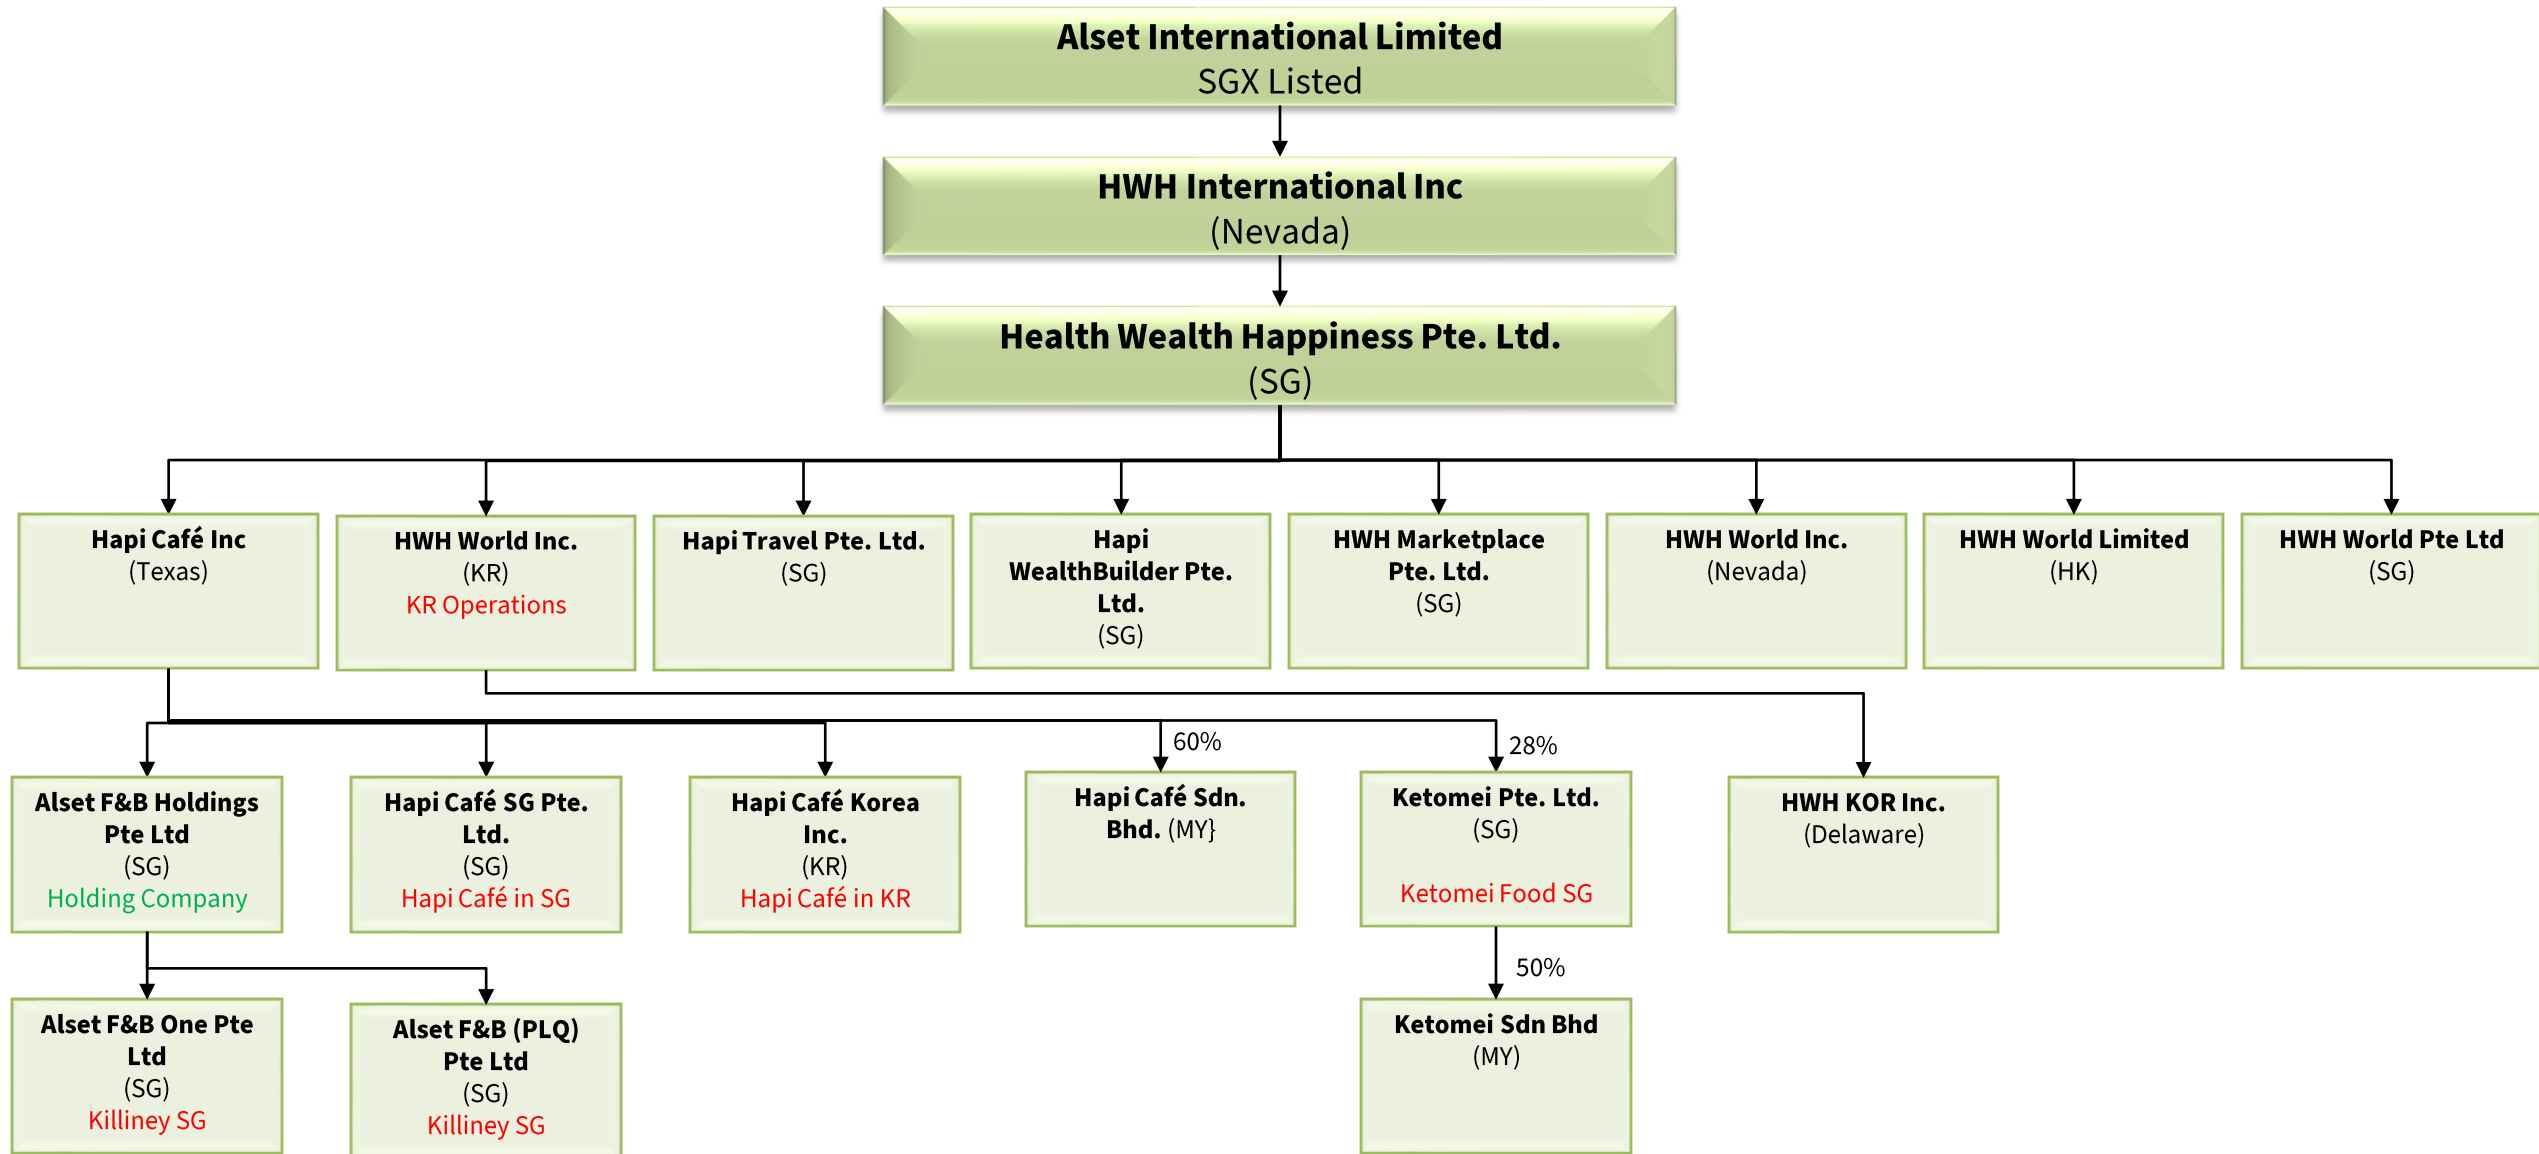 Alset International Limited
SGX Listed
HWH International Inc
(Nevada)
Health Wealth Happiness Pte. Ltd.
(SG)
Hapi Café Inc
(Texas)
HWH World Inc.
(KR)
KR Operations
Hapi Travel Pte. Ltd.
(SG)
Hapi
WealthBuilder Pte.
Ltd.
(SG)
HWH Marketplace
Pte. Ltd.
(SG)
HWH World Inc.
(Nevada)
HWH World Limited
(HK)
HWH World Pte Ltd
(SG)
60%
28%
Alset F&B Holdings
Pte Ltd
(SG)
Holding Company
Hapi Café SG Pte.
Ltd.
(SG)
Hapi Café in SG
Hapi Café Korea
Inc.
(KR)
Hapi Café in KR
Hapi Café Sdn.
Bhd. (MY}
Ketomei Pte. Ltd.
(SG)
Ketomei Food SG
HWH KOR Inc.
(Delaware)
50%
Alset F&B One Pte
Ltd
(SG)
Killiney SG
Alset F&B (PLQ)
Pte Ltd
(SG)
Killiney SG
Ketomei Sdn Bhd
(MY)